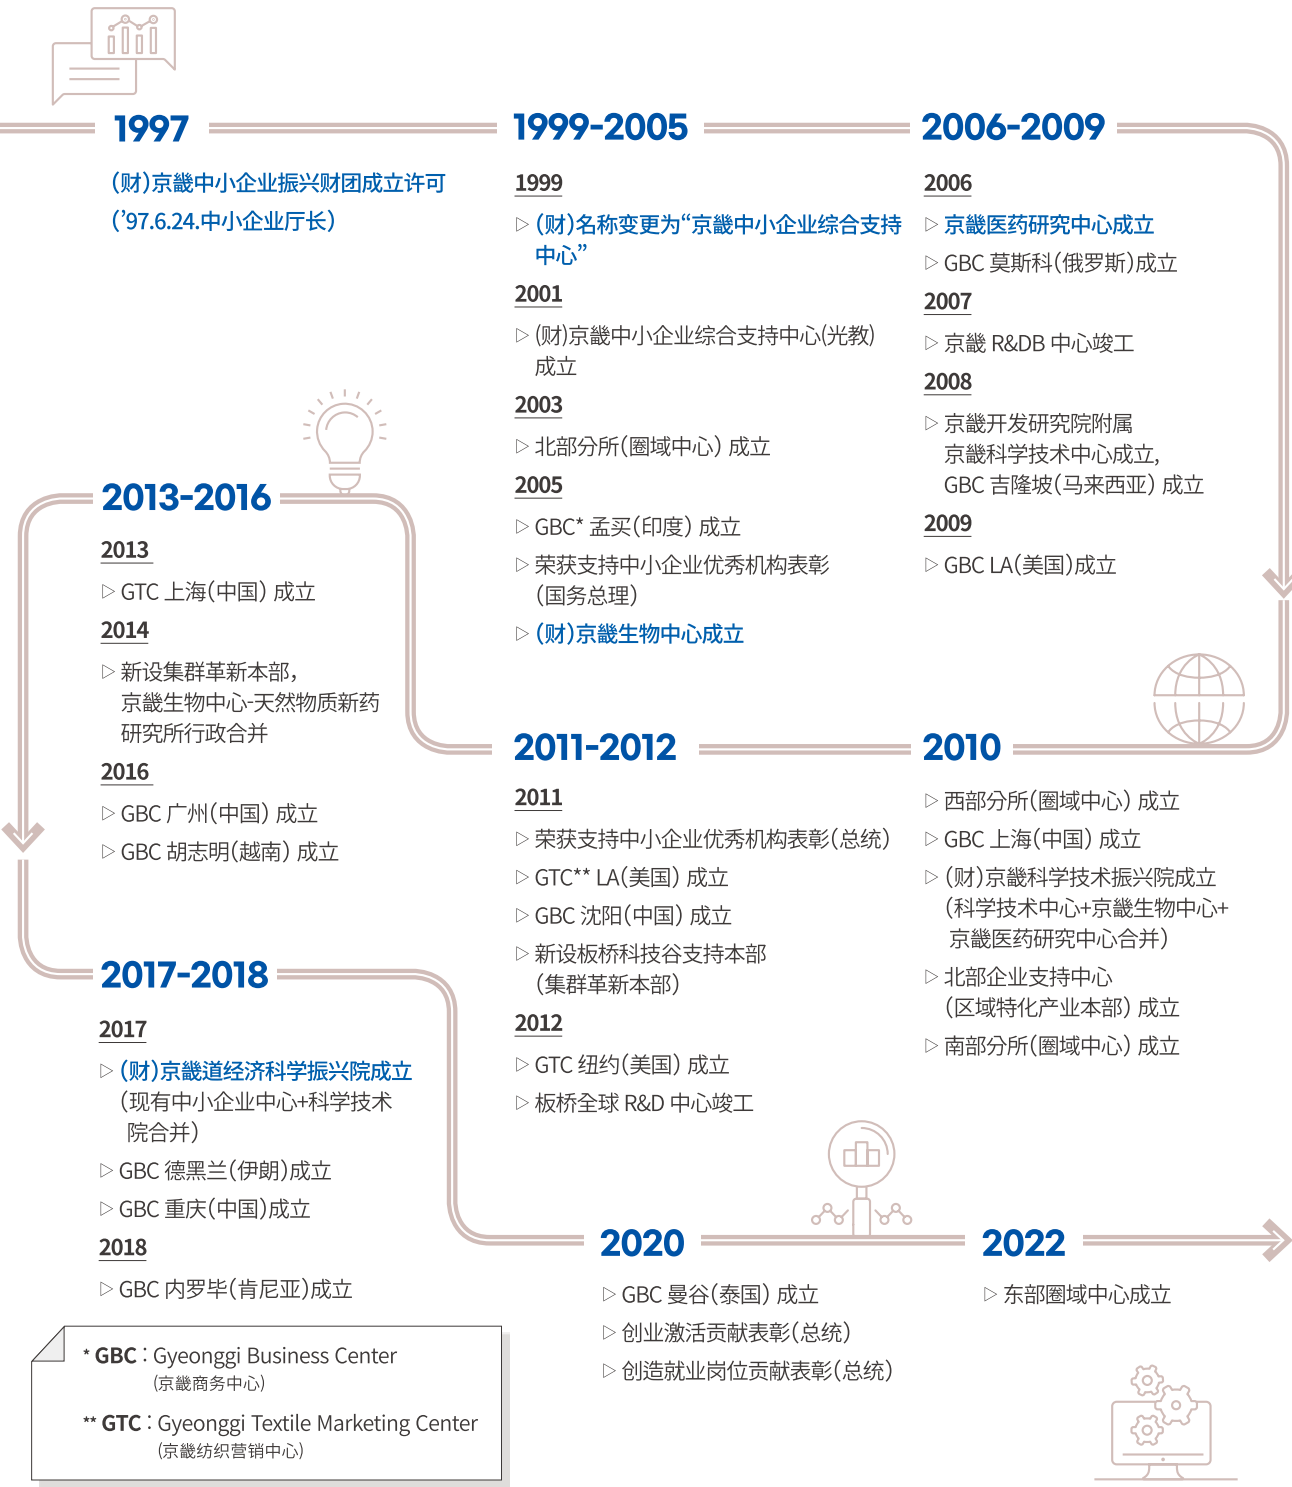 1997
(财)京畿中小企业振兴财团成立许可
(’97.6.24.中小企业厅长)
1999-2005
1999
▷ (财)名称变更为“京畿中小企业综合支持
中心”
2001
▷ (财)京畿中小企业综合支持中心(光教)
成立
2003
▷ 北部分所(圈域中心) 成立
2005
▷ GBC* 孟买(印度) 成立
▷ 荣获支持中小企业优秀机构表彰
(国务总理)
▷ (财)京畿生物中心成立
2006-2009
2006
▷ 京畿医药研究中心成立
▷ GBC 莫斯科(俄罗斯)成立
2007
▷ 京畿 R&DB 中心竣工
2008
▷ 京畿开发研究院附属
京畿科学技术中心成立,
GBC 吉隆坡(马来西亚) 成立
2009
▷ GBC LA(美国)成立
2010
▷ 西部分所(圈域中心) 成立
▷ GBC 上海(中国) 成立
▷ (财)京畿科学技术振兴院成立
(科学技术中心+京畿生物中心+
京畿医药研究中心合并)
▷ 北部企业支持中心
(区域特化产业本部) 成立
▷ 南部分所(圈域中心) 成立
2011-2012
2011
▷ 荣获支持中小企业优秀机构表彰(总统)
▷ GTC** LA(美国) 成立
▷ GBC 沈阳(中国) 成立
▷ 新设板桥科技谷支持本部
(集群革新本部)
2012
▷ GTC 纽约(美国) 成立
▷ 板桥全球 R&D 中心竣工
2013-2016
2013
▷ GTC 上海(中国) 成立
2014
▷ 新设集群革新本部,
京畿生物中心-天然物质新药
研究所行政合并
2016
▷ GBC 广州(中国) 成立
▷ GBC 胡志明(越南) 成立
2017-2018
2017
▷ (财)京畿道经济科学振兴院成立
(现有中小企业中心+科学技术
院合并)
▷ GBC 德黑兰(伊朗)成立
▷ GBC 重庆(中国)成立
2018
▷ GBC 内罗毕(肯尼亚)成立
2020
▷ GBC 曼谷(泰国) 成立
▷ 创业激活贡献表彰(总统)
▷ 创造就业岗位贡献表彰(总统)
2022
▷ 东部圈域中心成立
* GBC : Gyeonggi Business Center
(京畿商务中心)
** GTC : Gyeonggi Textile Marketing Center
(京畿纺织营销中心)